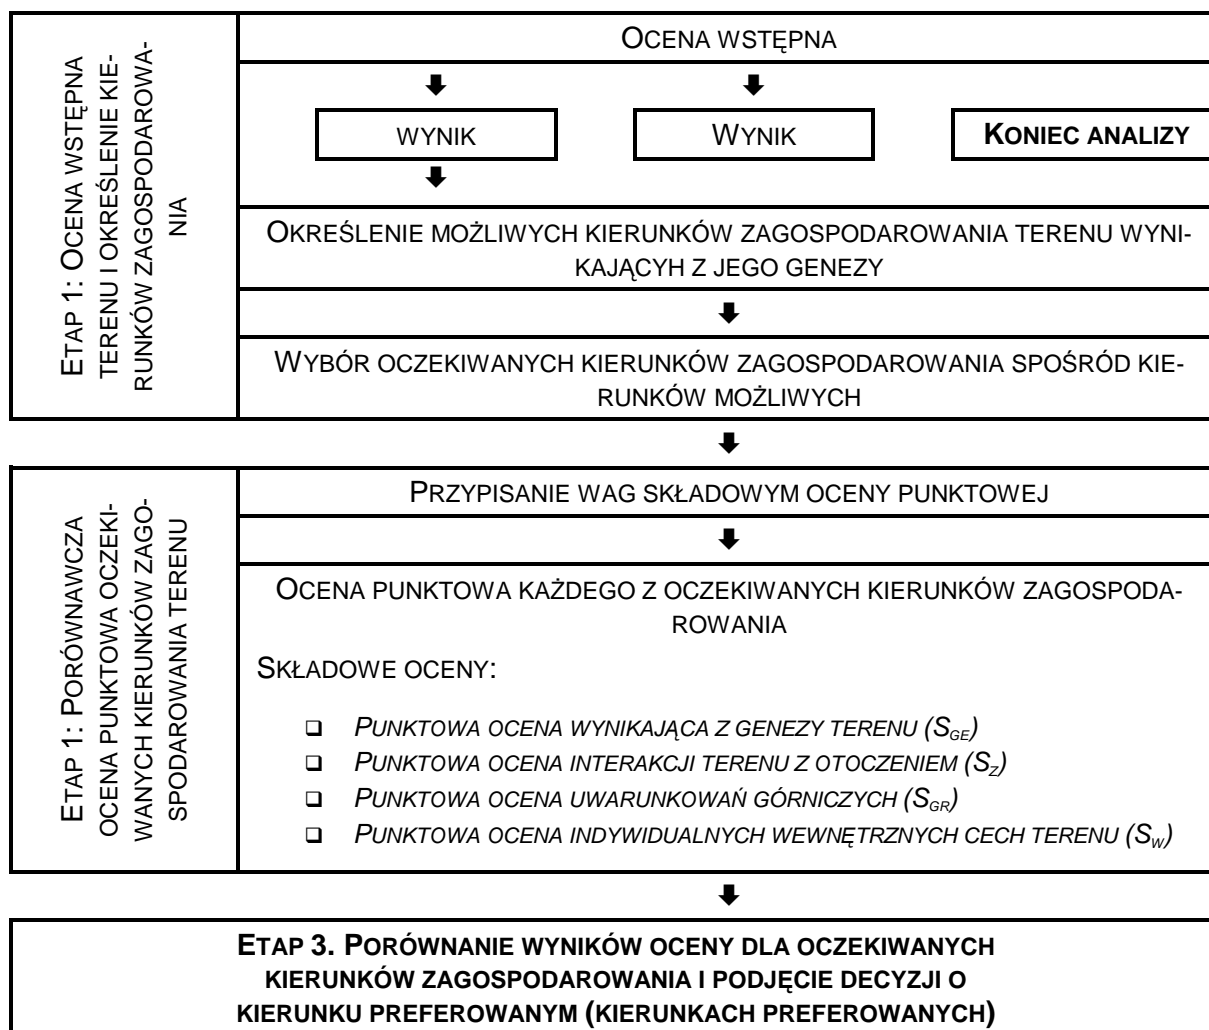 ETAP 1: OCENA WSTĘPNA
TERENU I OKREŚLENIE KIE-
RUNKÓW ZAGOSPODAROWA-
NIA
OCENA WSTĘPNA
WYNIK
WYNIK
KONIEC ANALIZY
OKREŚLENIE MOŻLIWYCH KIERUNKÓW ZAGOSPODAROWANIA TERENU WYNI-
KAJĄCYH Z JEGO GENEZY
WYBÓR OCZEKIWANYCH KIERUNKÓW ZAGOSPODAROWANIA SPOŚRÓD KIE-
RUNKÓW MOŻLIWYCH
ETAP 1: PORÓWNAWCZA
OCENA PUNKTOWA OCZEKI-
WANYCH KIERUNKÓW ZAGO-
SPODAROWANIA TERENU
PRZYPISANIE WAG SKŁADOWYM OCENY PUNKTOWEJ
OCENA PUNKTOWA KAŻDEGO Z OCZEKIWANYCH KIERUNKÓW ZAGOSPODA-
ROWANIA
SKŁADOWE OCENY:
PUNKTOWA OCENA WYNIKAJĄCA Z GENEZY TERENU (SGE)
PUNKTOWA OCENA INTERAKCJI TERENU Z OTOCZENIEM (SZ)
PUNKTOWA OCENA UWARUNKOWAŃ GÓRNICZYCH (SGR)
PUNKTOWA OCENA INDYWIDUALNYCH WEWNĘTRZNYCH CECH TERENU (SW)
ETAP 3. PORÓWNANIE WYNIKÓW OCENY DLA OCZEKIWANYCH
KIERUNKÓW ZAGOSPODAROWANIA I PODJĘCIE DECYZJI O
KIERUNKU PREFEROWANYM (KIERUNKACH PREFEROWANYCH)